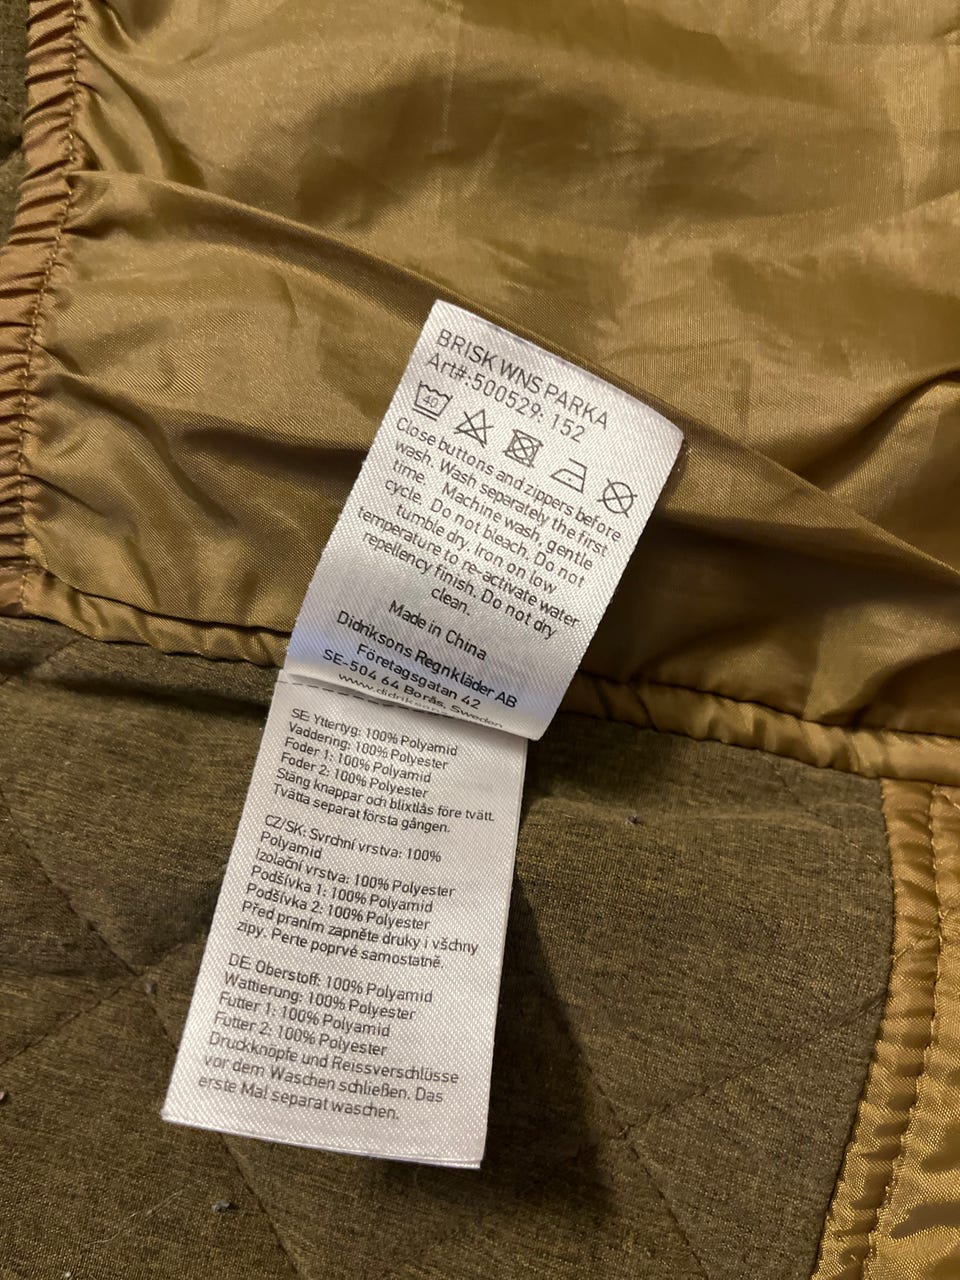 BRISK WNS PARKA
Art#:500529: 152
40
Close buttons and zippers before
wash. Wash separately the first
time. Machine wash, gentle
cycle. Do not bleach. Do not
tumble dry. Iron on low
temperature to re-activate water
repellency finish. Do not dry
clean.
Made in China
Didriksons Regnkläder AB
Företagsgatan 42
SE-504 64 Borås, Sweden
www.didriksons
SE: Yttertyg: 100% Polyamid
Vaddering: 100% Polyester
Foder 1: 100% Polyamid
Foder 2: 100% Polyester
Stäng knappar och blixtlås före tvätt.
Tvätta separat första gången.
CZ/SK: Svrchní vrstva: 100%
Polyamid
Izolační vrstva: 100% Polyester
Podšívka 1: 100% Polyamid
Podšívka 2: 100% Polyester
Před praním zapněte druky i všchny
zipy. Perte poprvé samostatně.
DE: Oberstoff: 100% Polyamid
Wattierung: 100% Polyester
Futter 1: 100% Polyamid
Futter 2: 100% Polyester
Druckknöpfe und Reissverschlüsse
vor dem Waschen schließen. Das
erste Mal separat waschen.